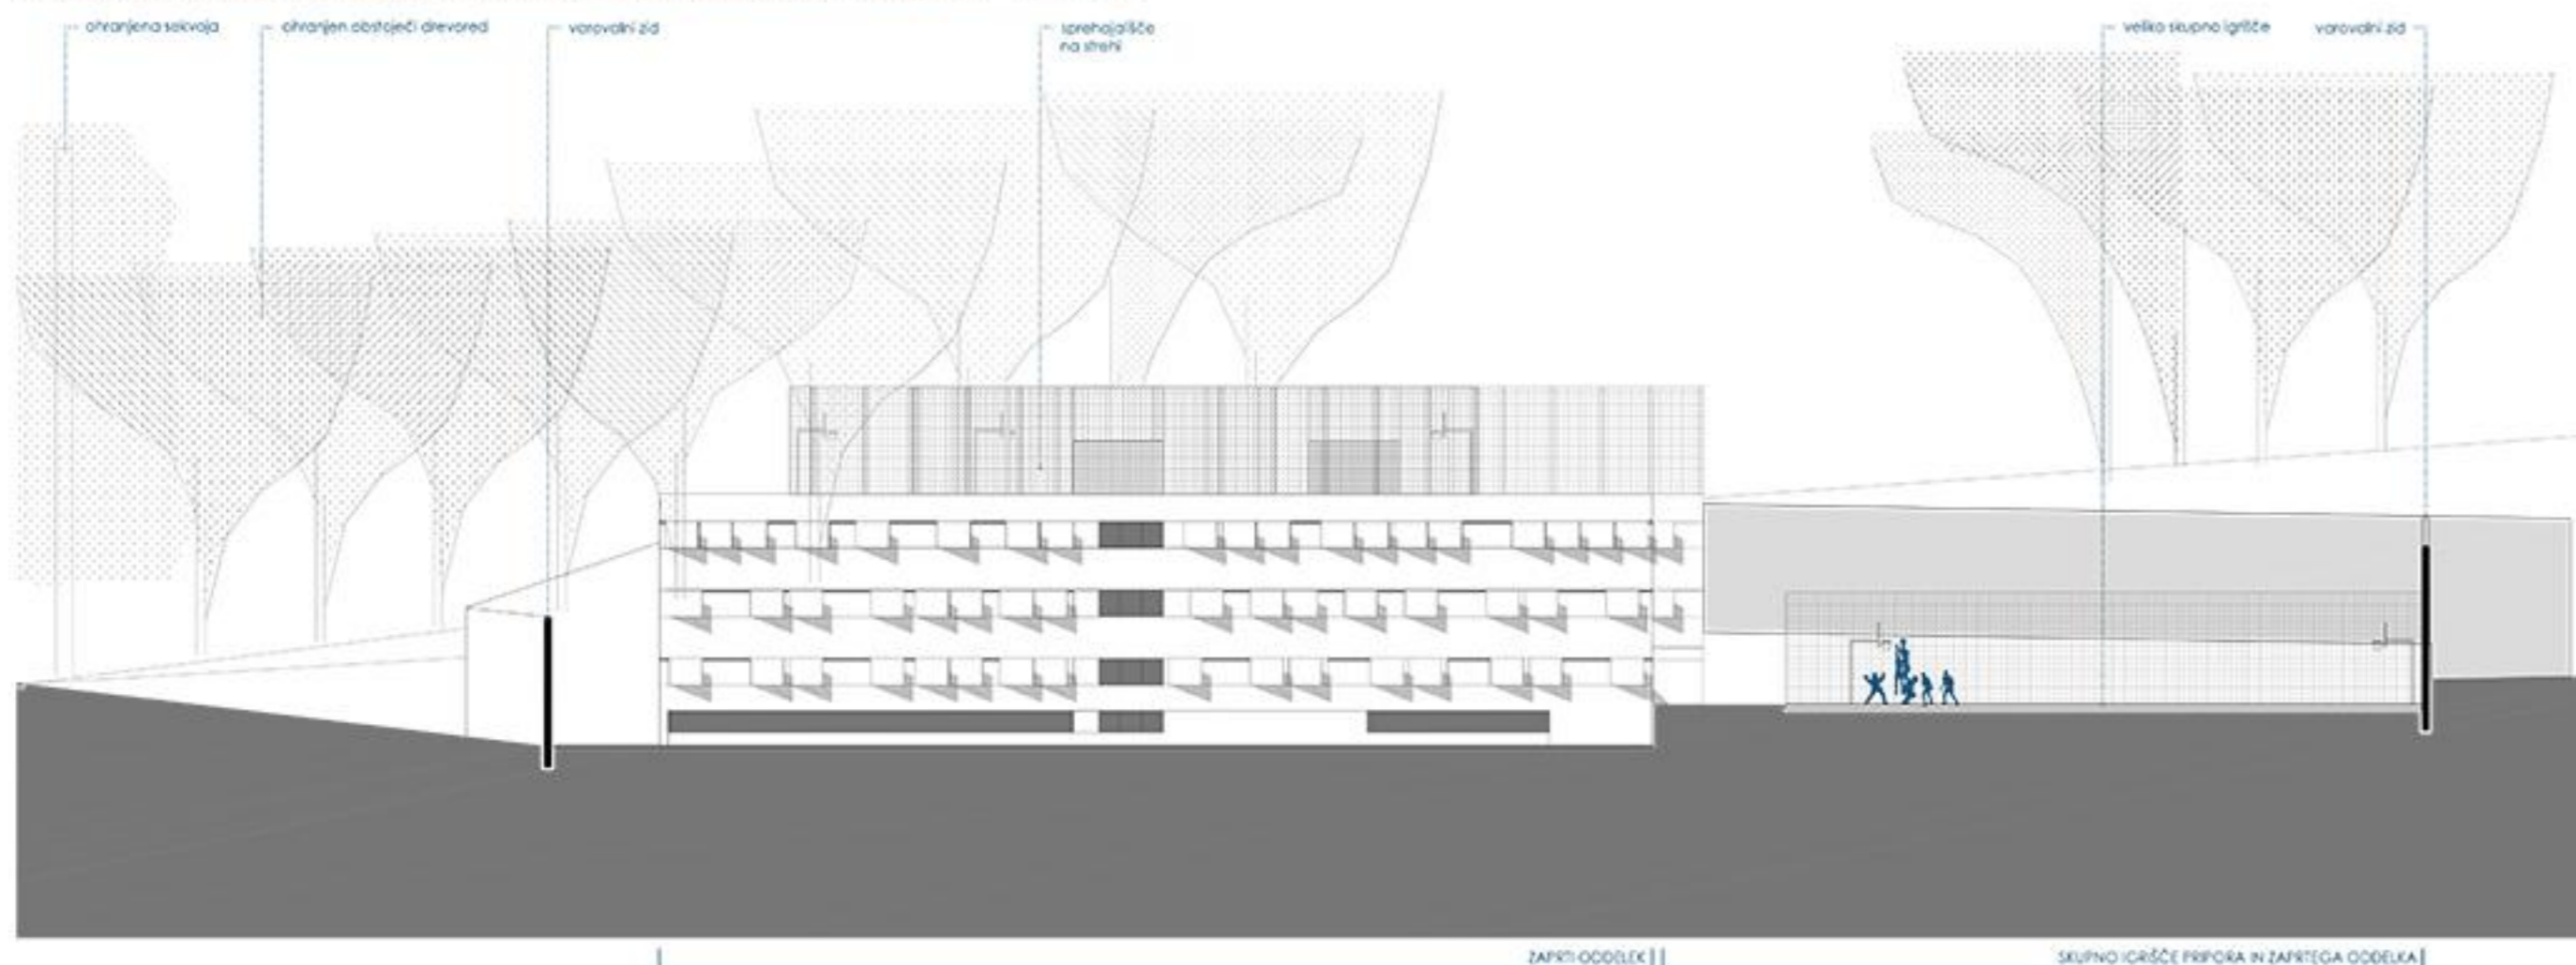 ohranjena sekvoja
ohranjen obstoječi drevored
varovalni zid
sprehajališče
na strehi
veliko skupno igrišče
varovalni zid
ZAPRTI ODDELEK
SKUPNO IGRIŠČE PRIPORA IN ZAPRTEGA ODDELKA